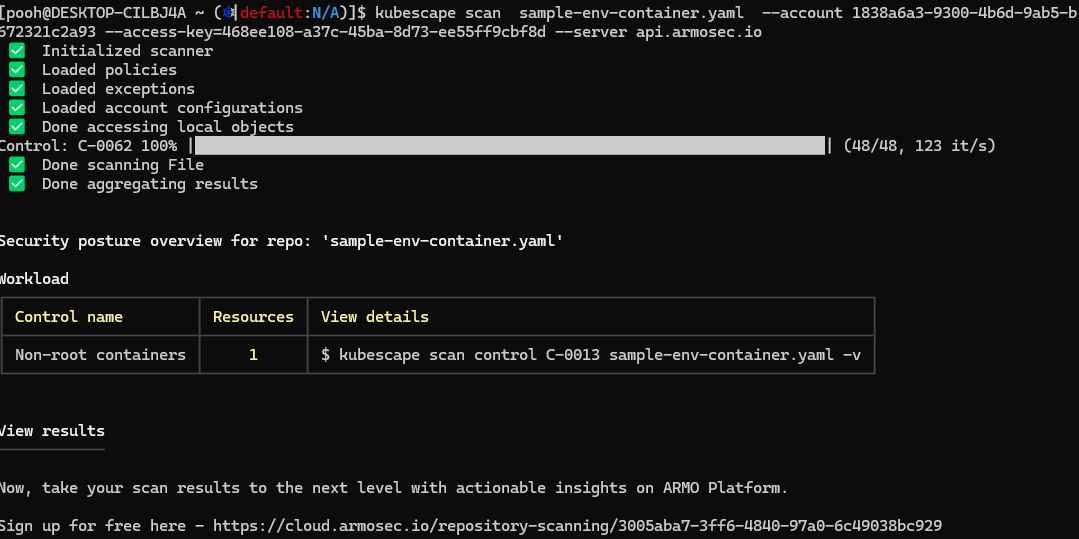 [pooh@DESKTOP-CILBJ4A ~ (⎈|default:N/A)]$ kubescape scan  sample-env-container.yaml  --account 1838a6a3-9300-4b6d-9ab5-b
672321c2a93 --access-key=468ee108-a37c-45ba-8d73-ee55ff9cbf8d --server api.armosec.io
✅  Initialized scanner
✅  Loaded policies
✅  Loaded exceptions
✅  Loaded account configurations
✅  Done accessing local objects
Control: C-0062 100% |██████████| (48/48, 123 it/s)
✅  Done scanning File
✅  Done aggregating results
Security posture overview for repo: 'sample-env-container.yaml'
Workload
Control name Resources View details
Non-root containers 1 $ kubescape scan control C-0013 sample-env-container.yaml -v
View results
Now, take your scan results to the next level with actionable insights on ARMO Platform.
Sign up for free here - https://cloud.armosec.io/repository-scanning/3005aba7-3ff6-4840-97a0-6c49038bc929